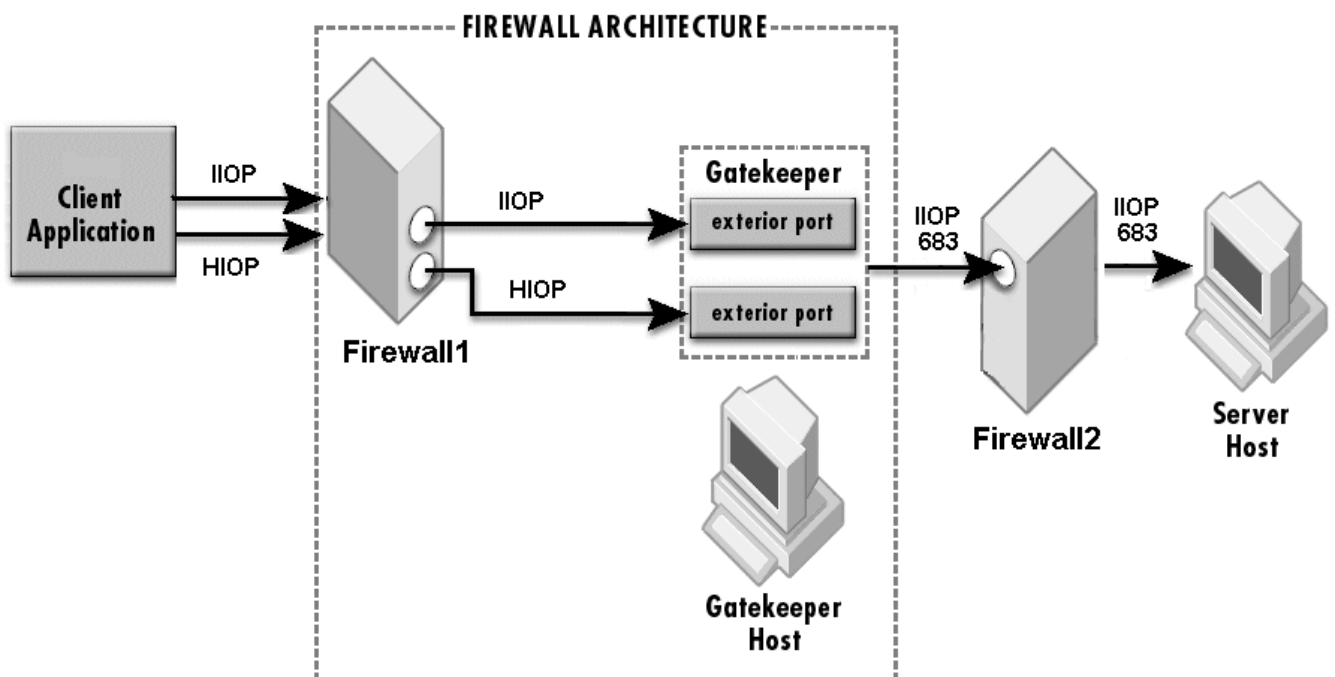 FIREWALL ARCHITECTURE
Client
Application
IIOP
HIOP
Firewall1
IIOP
HIOP
Gatekeeper
exterior port
exterior port
Gatekeeper
Host
IIOP
683
Firewall2
IIOP
683
Server
Host